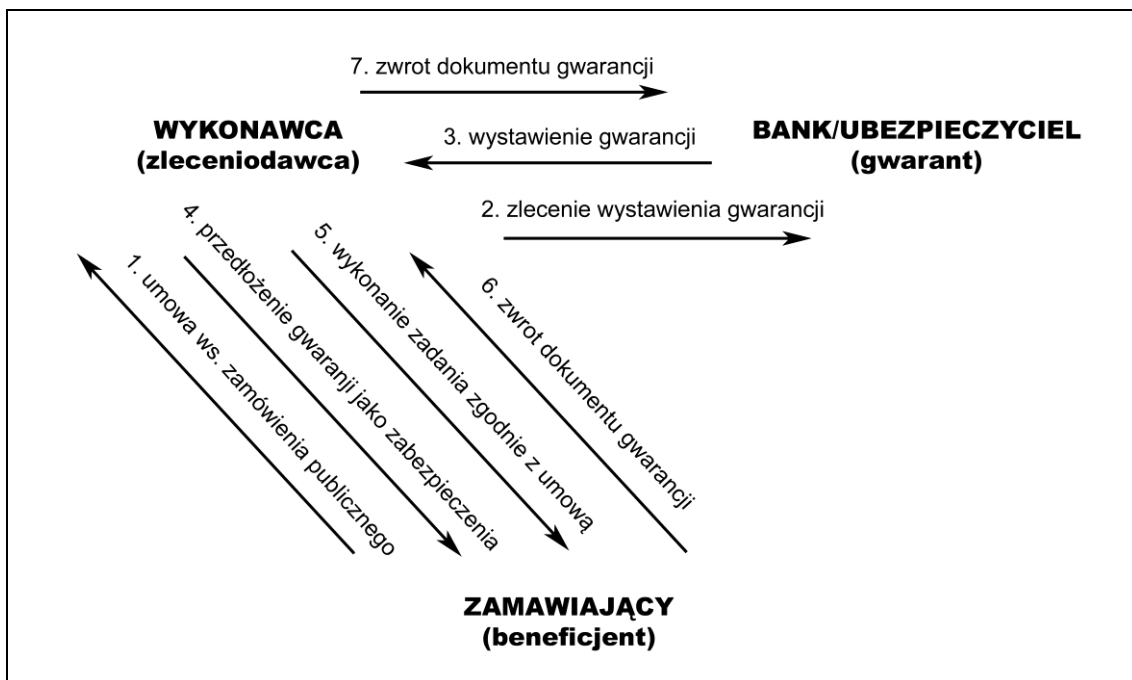 7. zwrot dokumentu gwarancji
WYKONAWCA
(zleceniodawca)
3. wystawienie gwarancji
BANK/UBEZPIECZYCIEL
(gwarant)
2. zlecenie wystawienia gwarancji
1. umowa ws. zamówienia publicznego
4. przedłożenie gwaranji jako zabezpieczenia
5. wykonanie zadania zgodnie z umową
6. zwrot dokumentu gwarancji
ZAMAWIAJĄCY
(beneficjent)